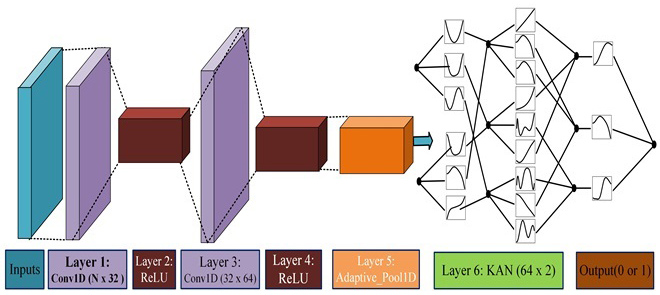 Inputs
Layer 1:
Conv1D (N x 32 )
Layer 2:
ReLU
Layer 3:
Conv1D (32 x 64)
Layer 4:
ReLU
Layer 5:
Adaptive_Pool1D
Layer 6: KAN (64 x 2)
Output(0 or 1)